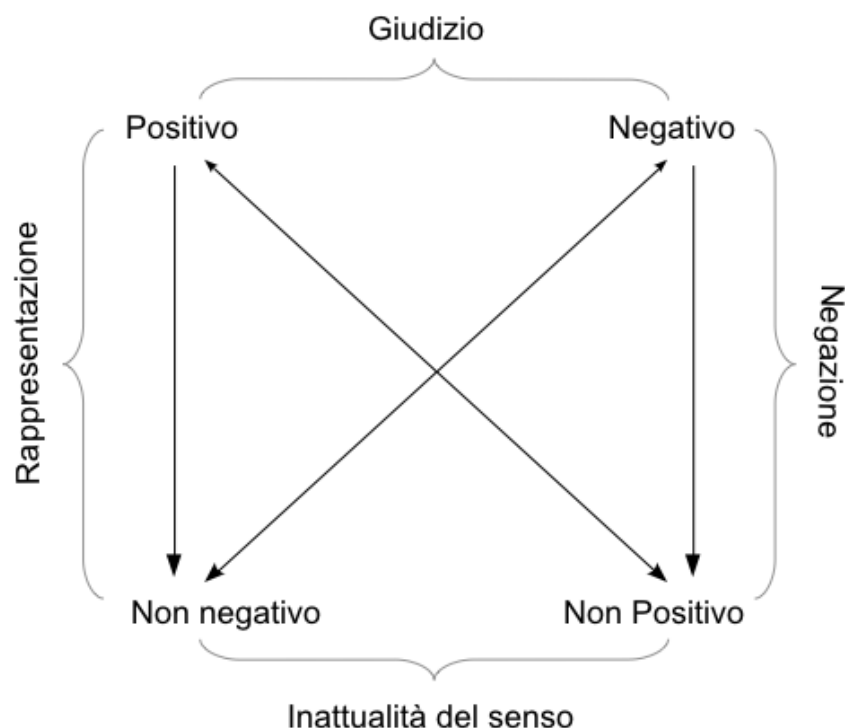 Giudizio
Positivo
Negativo
Rappresentazione
Negazione
Non negativo
Non Positivo
Inattualità del senso